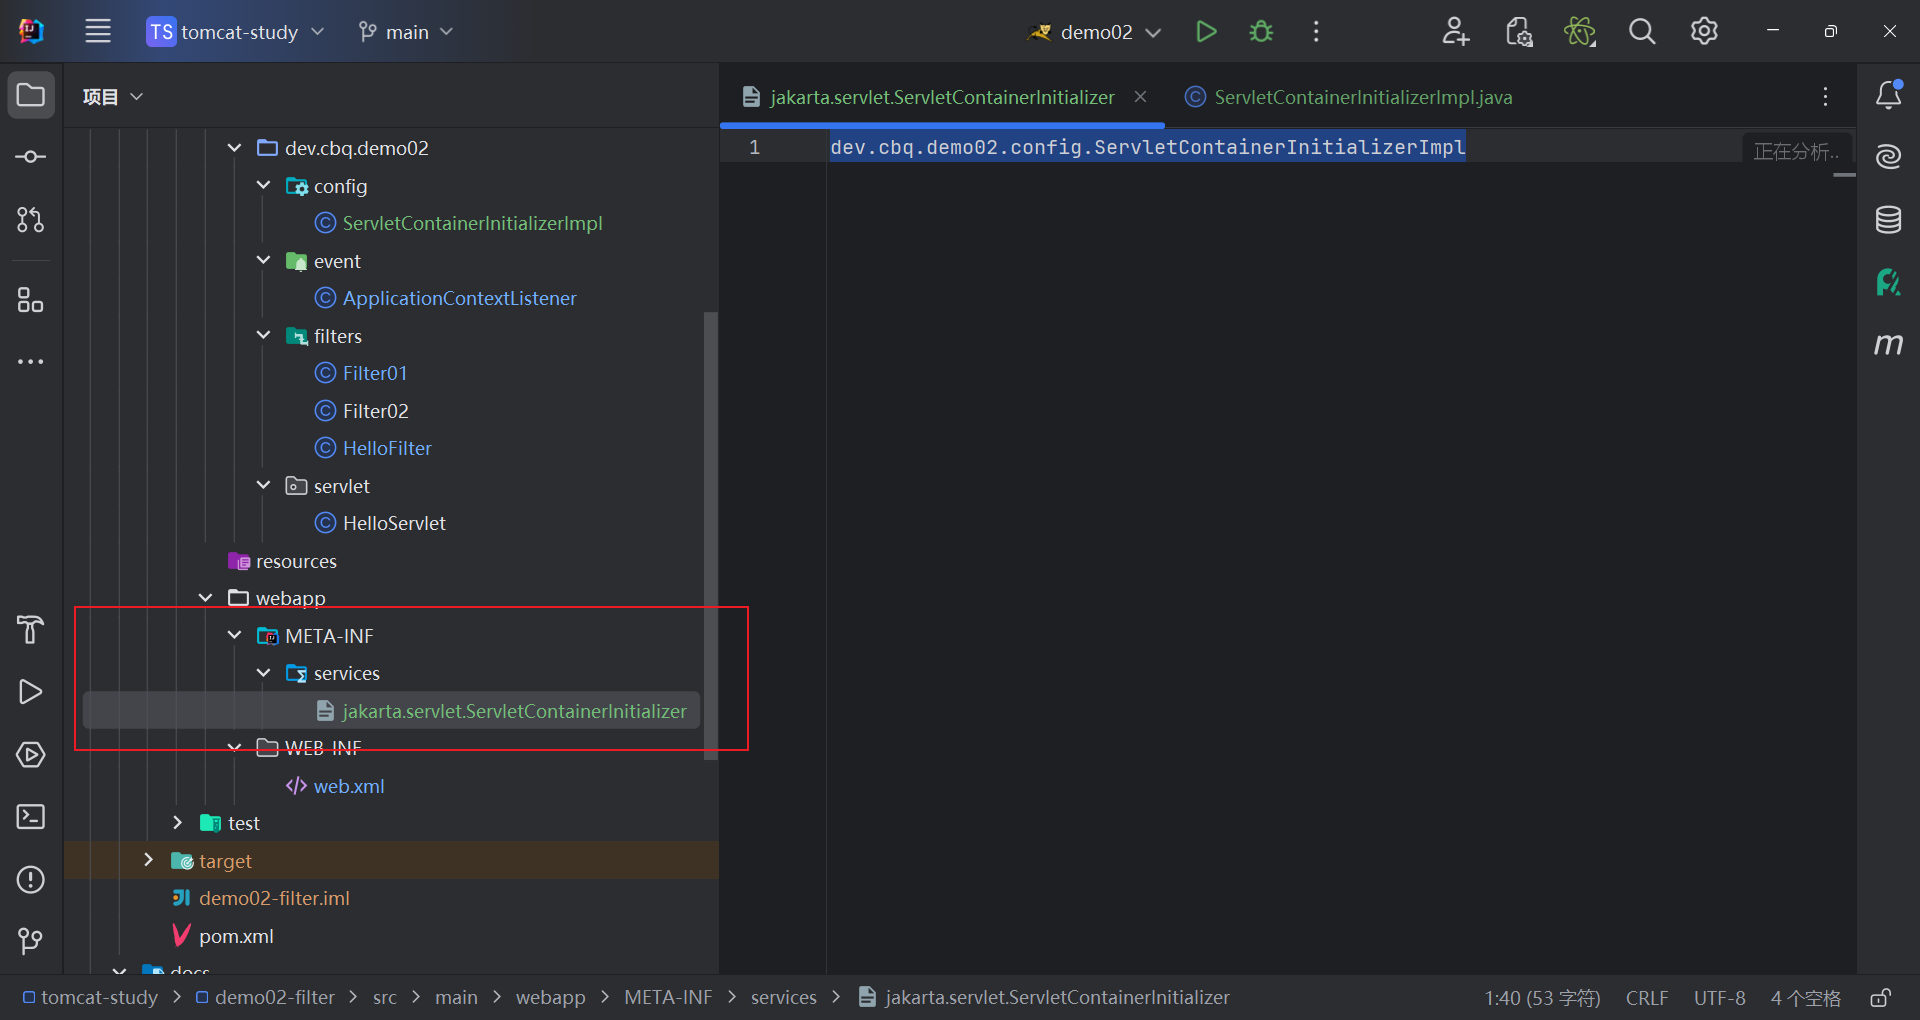 TS tomcat-study main demo02
项目
dev.cbq.demo02
config
ServletContainerInitializerImpl
event
ApplicationContextListener
filters
Filter01
Filter02
HelloFilter
servlet
HelloServlet
resources
webapp
META-INF
services
jakarta.servlet.ServletContainerInitializer
WEB-INF
web.xml
test
target
demo02-filter.iml
pom.xml
docs
jakarta.servlet.ServletContainerInitializer ServletContainerInitializerImpl.java
1 dev.cbq.demo02.config.ServletContainerInitializerImpl
正在分析..
m
tomcat-study > demo02-filter > src > main > webapp > META-INF > services > jakarta.servlet.ServletContainerInitializer 1:40 (53 字符) CRLF UTF-8 4 个空格